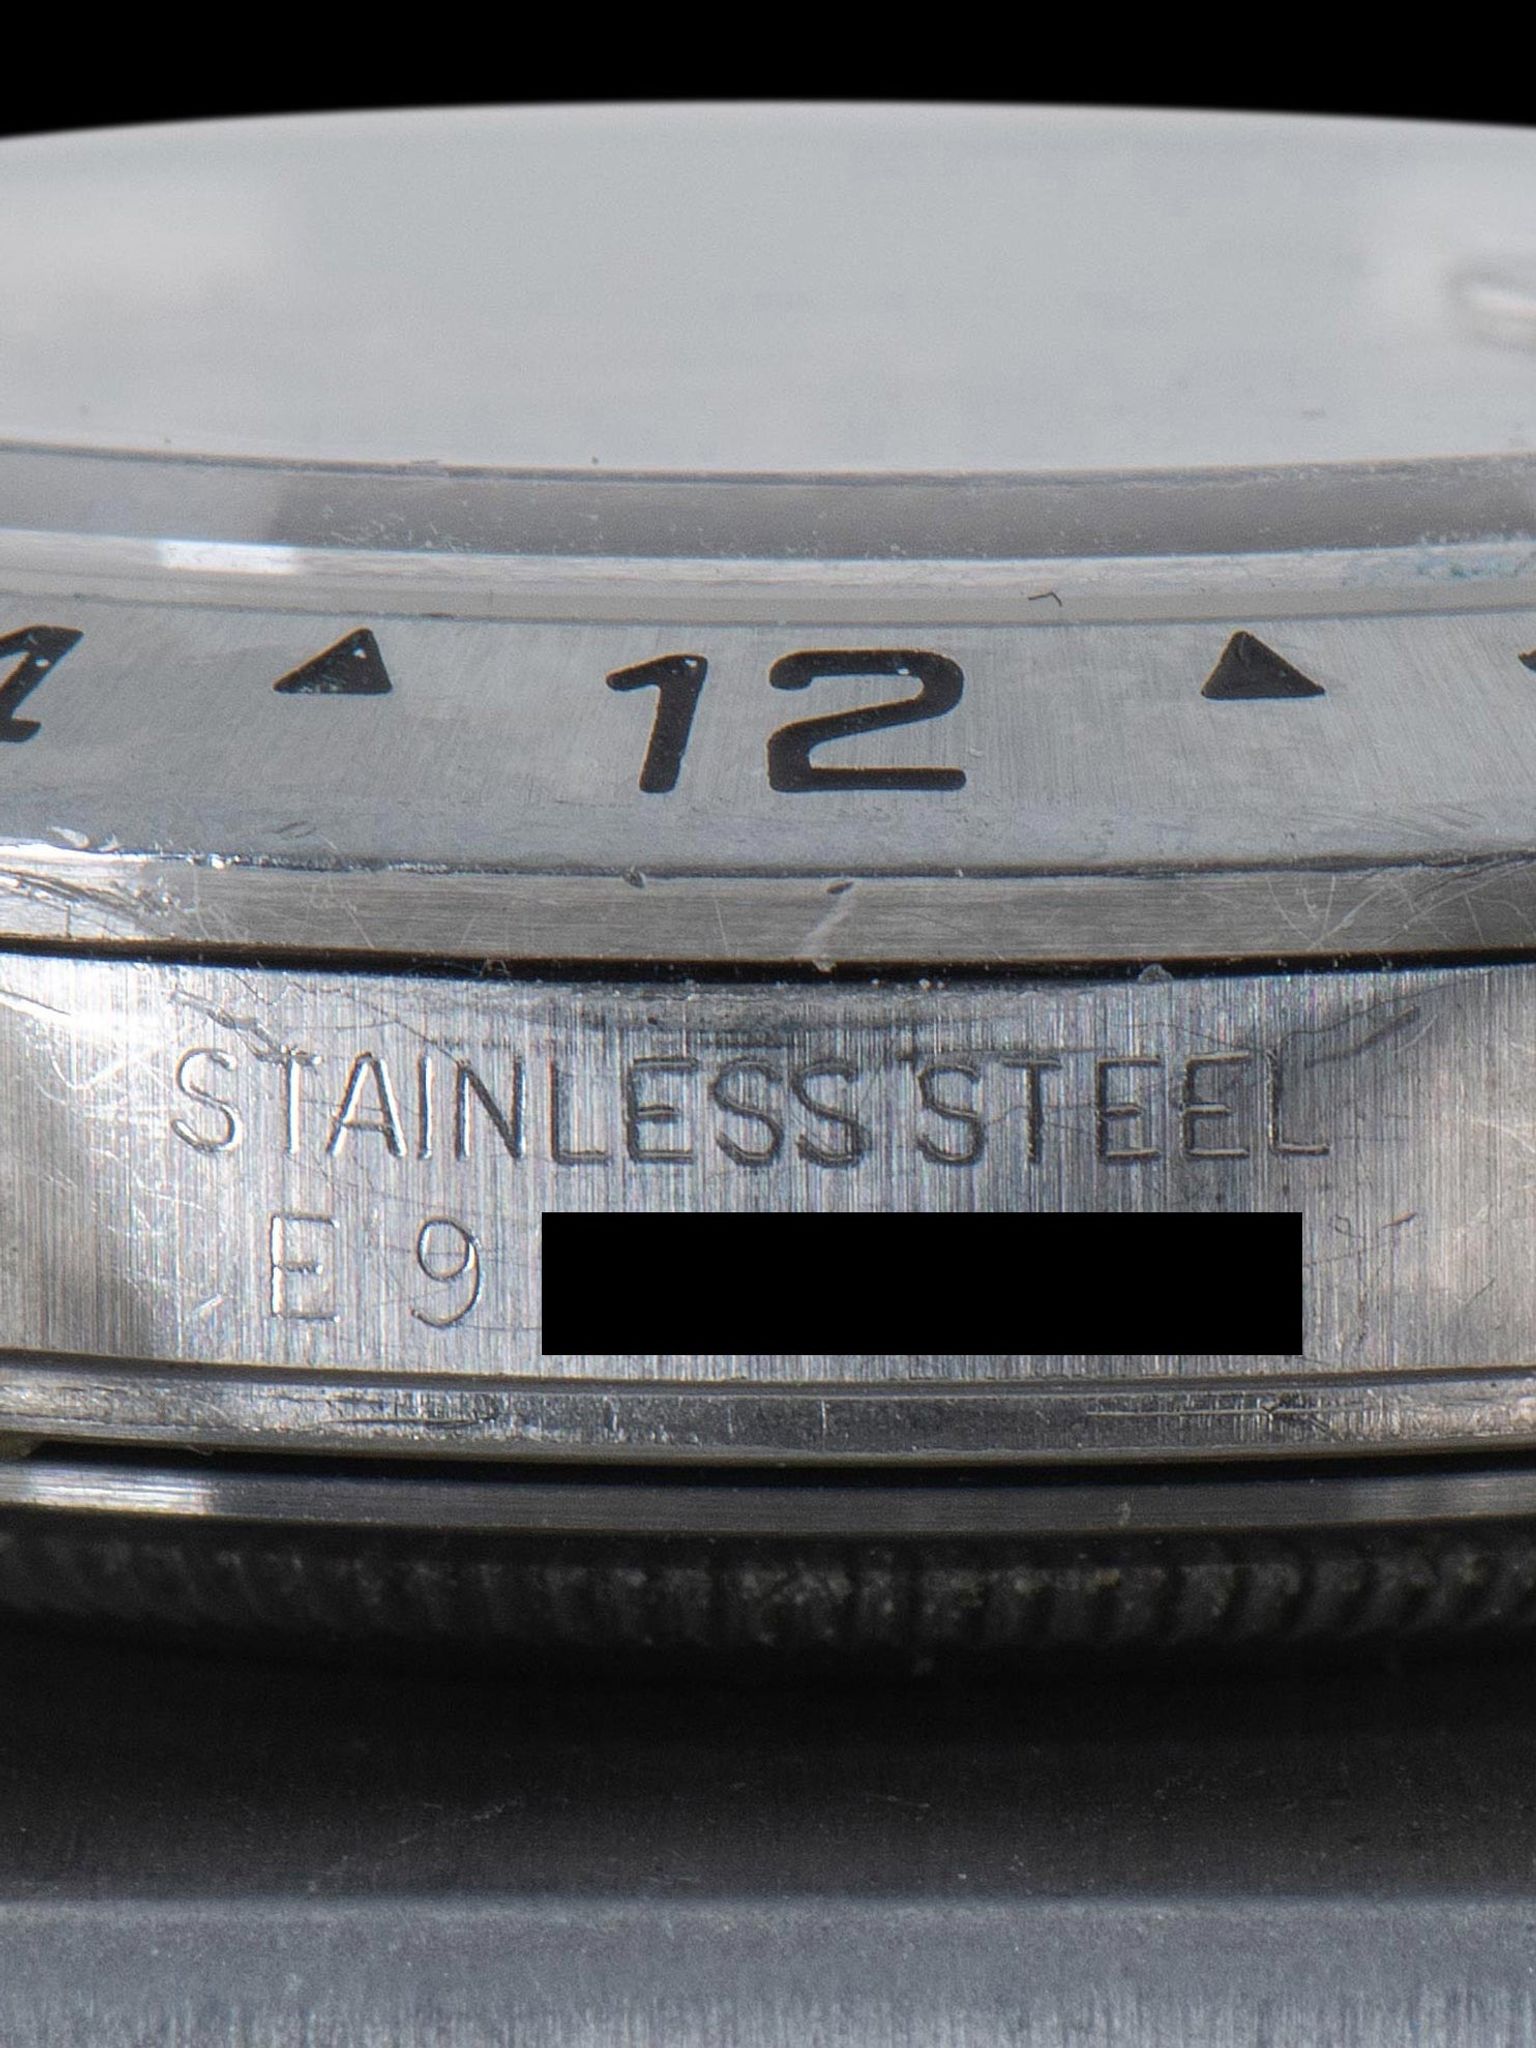 ▲ 12 ▲
STAINLESS STEEL
E 9